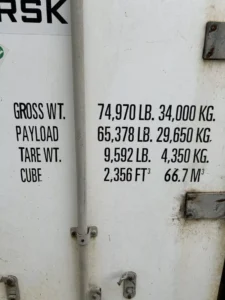 RSK
GROSS WT. 74,970 LB. 34,000 KG.
PAYLOAD 65,378 LB. 29,650 KG.
TARE WT. 9,592 LB. 4,350 KG.
CUBE 2,356 FT³ 66.7 M³